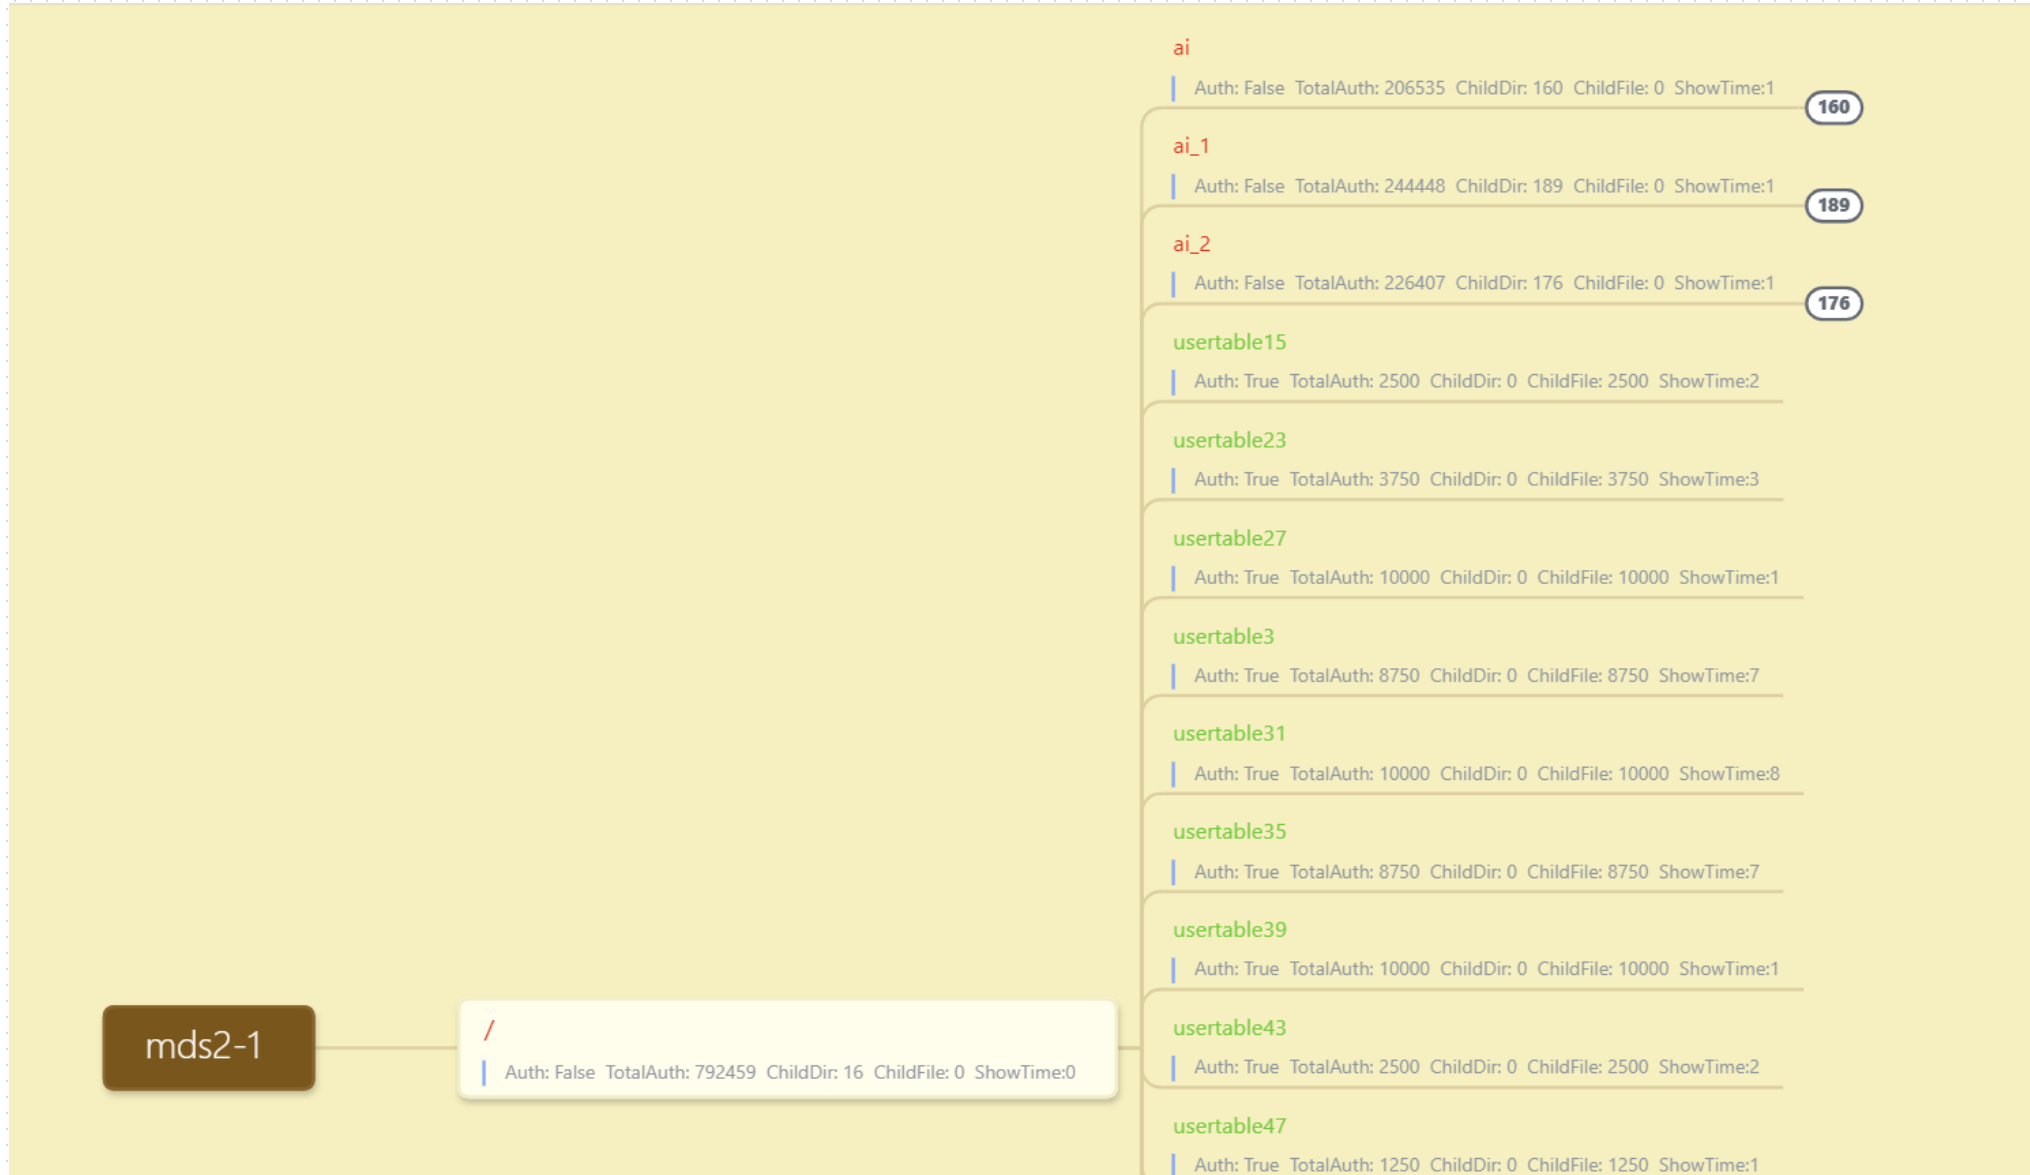 ai
Auth: False TotalAuth: 206535 ChildDir: 160 ChildFile: 0 ShowTime:1
160
ai_1
Auth: False TotalAuth: 244448 ChildDir: 189 ChildFile: 0 ShowTime:1
189
ai_2
Auth: False TotalAuth: 226407 ChildDir: 176 ChildFile: 0 ShowTime:1
176
usertable15
Auth: True TotalAuth: 2500 ChildDir: 0 ChildFile: 2500 ShowTime:2
usertable23
Auth: True TotalAuth: 3750 ChildDir: 0 ChildFile: 3750 ShowTime:3
usertable27
Auth: True TotalAuth: 10000 ChildDir: 0 ChildFile: 10000 ShowTime:1
usertable3
Auth: True TotalAuth: 8750 ChildDir: 0 ChildFile: 8750 ShowTime:7
usertable31
Auth: True TotalAuth: 10000 ChildDir: 0 ChildFile: 10000 ShowTime:8
usertable35
Auth: True TotalAuth: 8750 ChildDir: 0 ChildFile: 8750 ShowTime:7
usertable39
Auth: True TotalAuth: 10000 ChildDir: 0 ChildFile: 10000 ShowTime:1
mds2-1
/
Auth: False TotalAuth: 792459 ChildDir: 16 ChildFile: 0 ShowTime:0
usertable43
Auth: True TotalAuth: 2500 ChildDir: 0 ChildFile: 2500 ShowTime:2
usertable47
Auth: True TotalAuth: 1250 ChildDir: 0 ChildFile: 1250 ShowTime:1